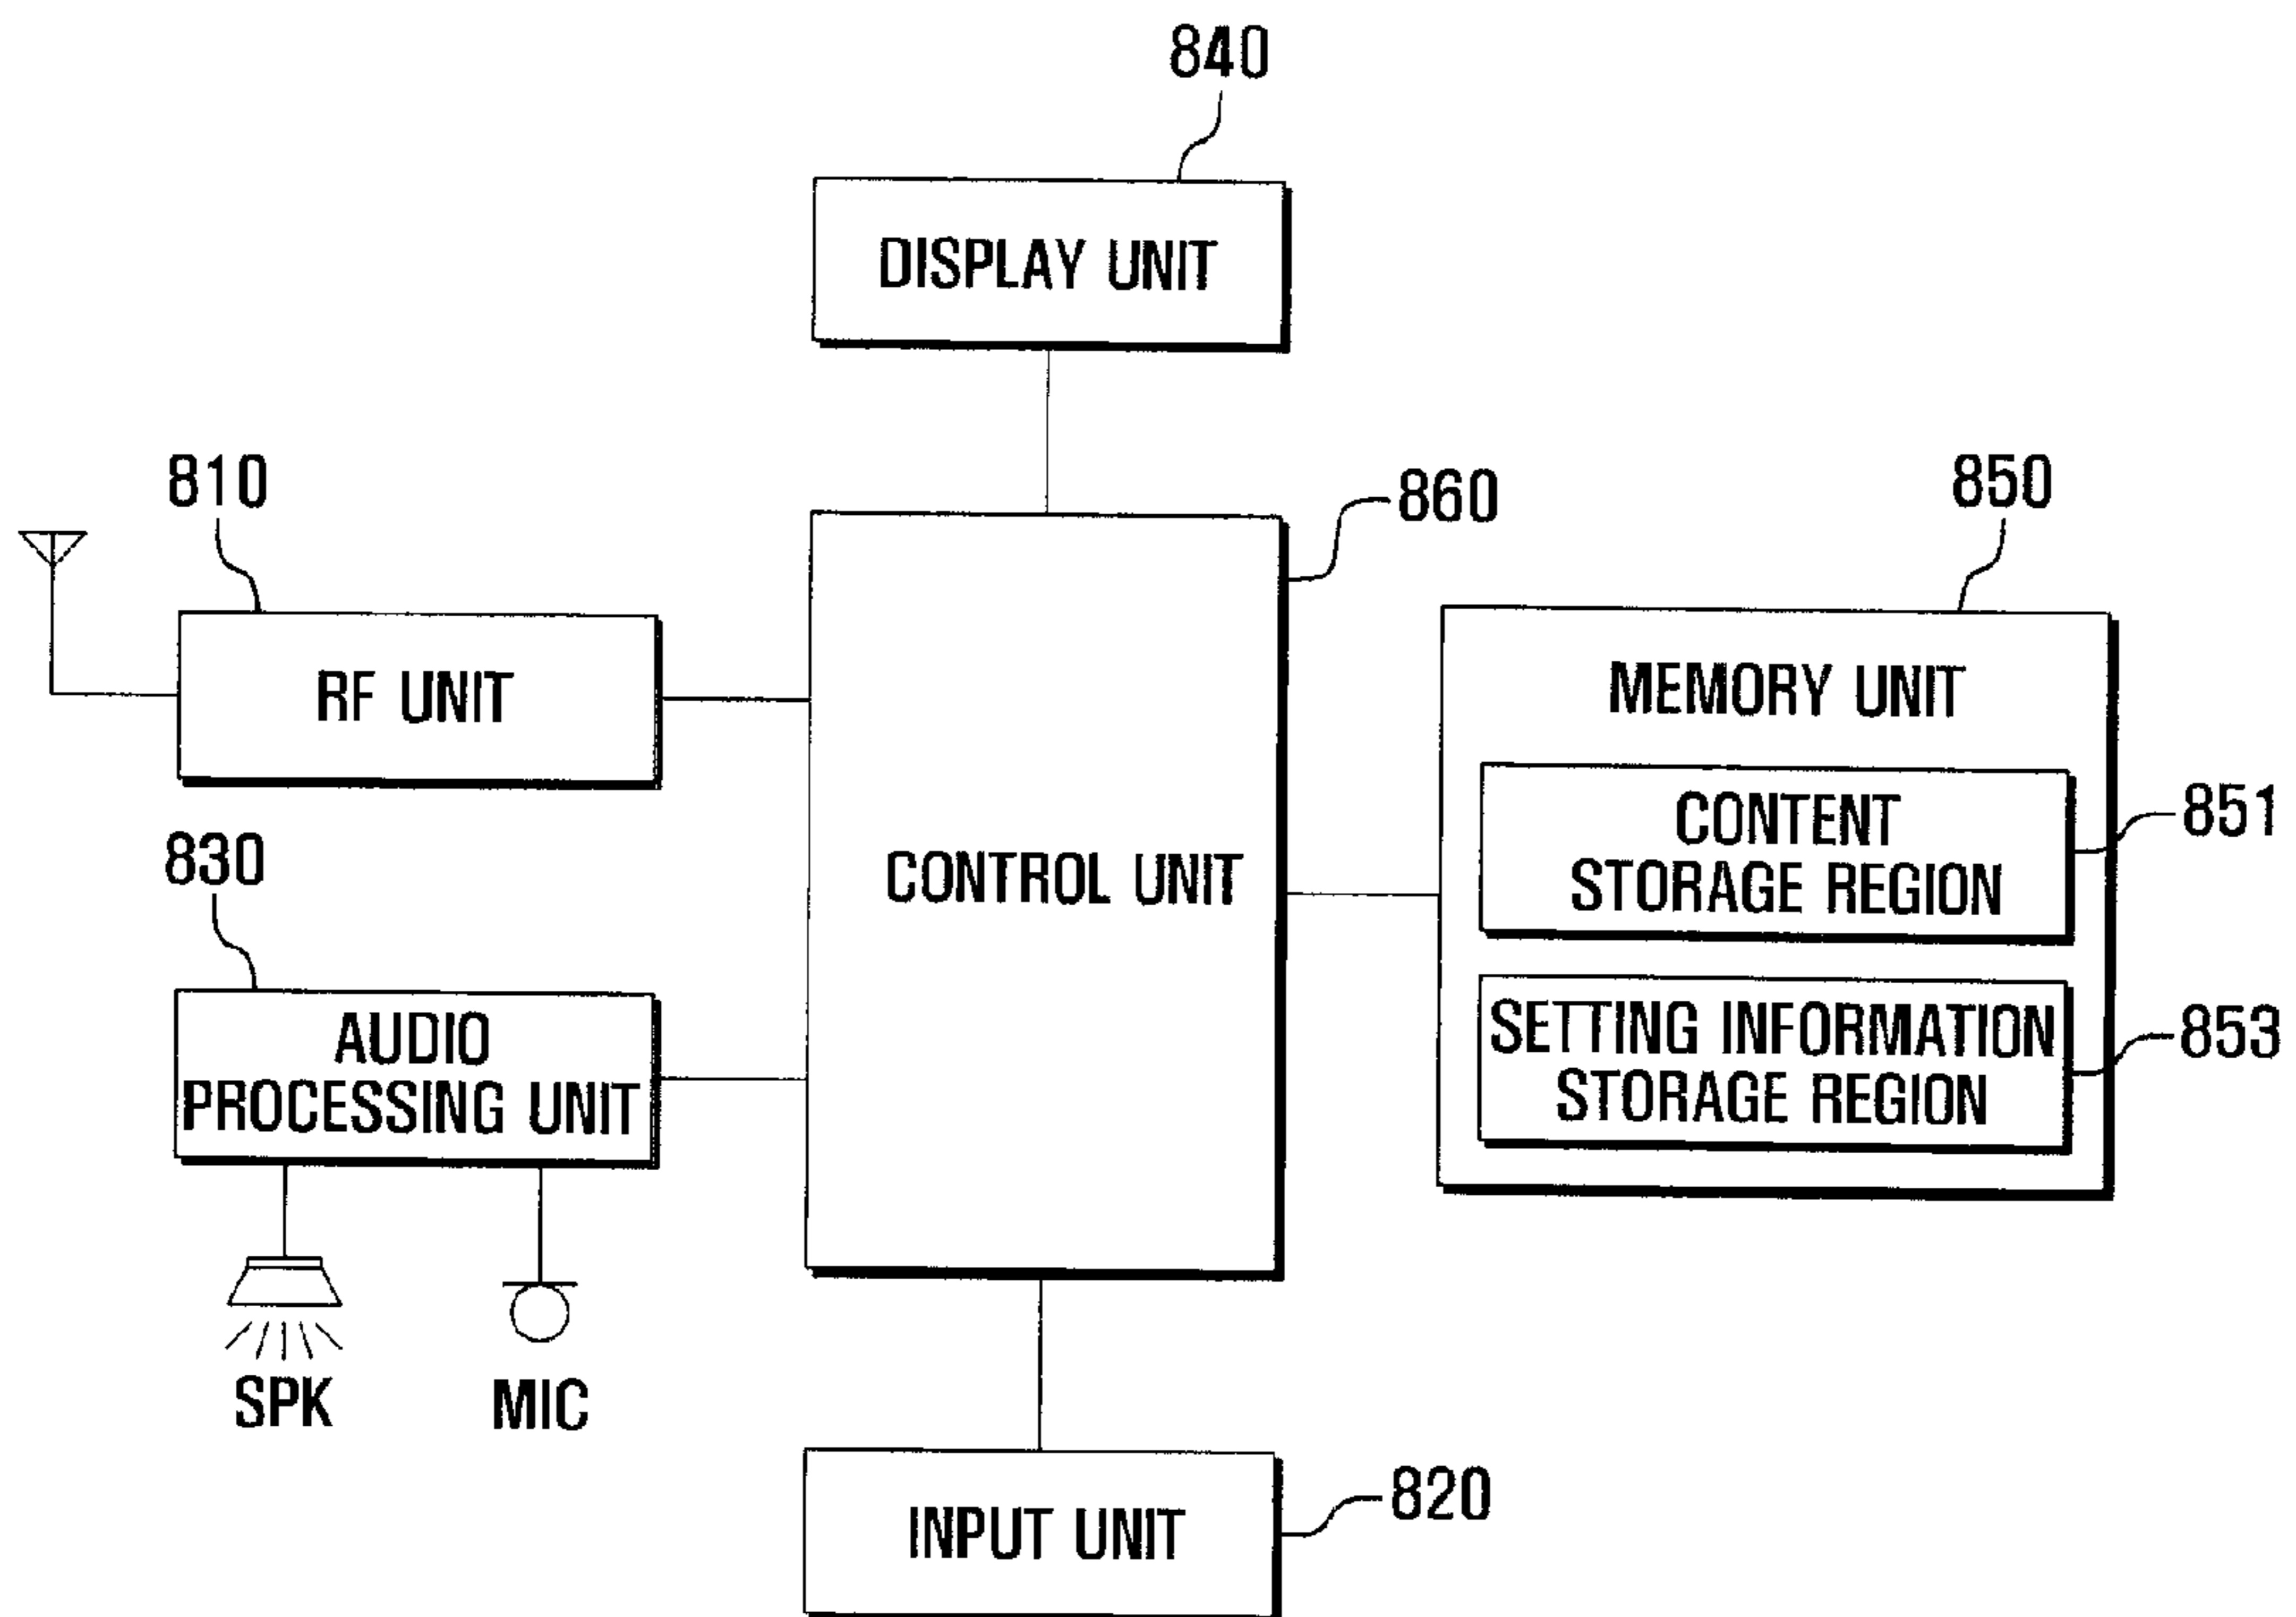 840
DISPLAY UNIT
810
860
850
RF UNIT
MEMORY UNIT
CONTENT
STORAGE REGION
851
830
CONTROL UNIT
AUDIO
PROCESSING UNIT
SETTING INFORMATION
STORAGE REGION
853
SPK
MIC
INPUT UNIT
820